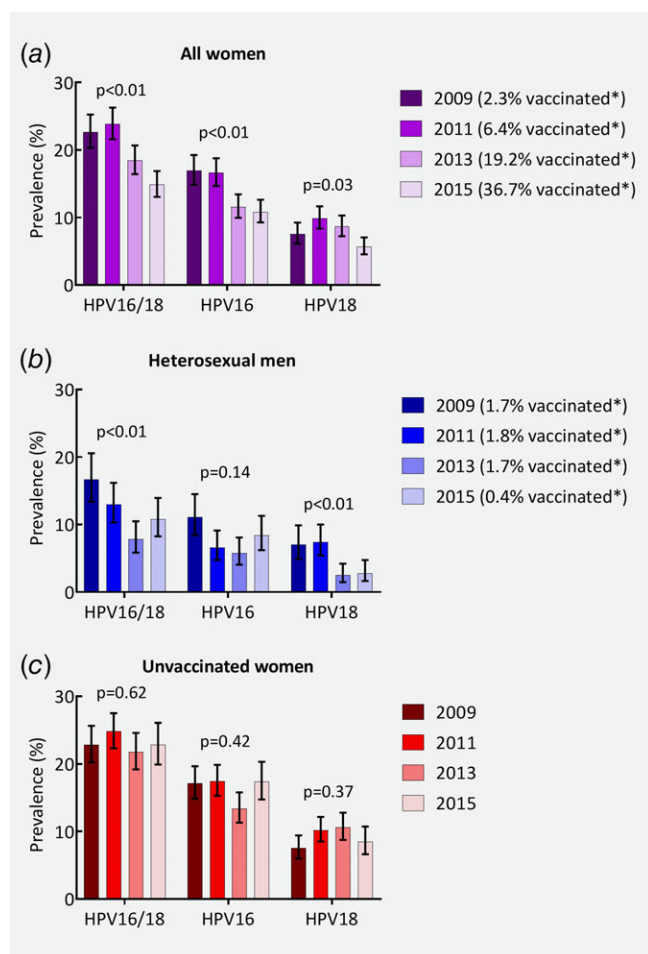 (a)
All women
30
20
10
0
Prevalence (%)
p<0.01
p<0.01
p=0.03
HPV16/18 HPV16 HPV18
2009 (2.3% vaccinated*)
2011 (6.4% vaccinated*)
2013 (19.2% vaccinated*)
2015 (36.7% vaccinated*)
(b)
Heterosexual men
30
20
10
0
Prevalence (%)
p<0.01
p=0.14
p<0.01
HPV16/18 HPV16 HPV18
2009 (1.7% vaccinated*)
2011 (1.8% vaccinated*)
2013 (1.7% vaccinated*)
2015 (0.4% vaccinated*)
(c)
Unvaccinated women
30
20
10
0
Prevalence (%)
p=0.62
p=0.42
p=0.37
HPV16/18 HPV16 HPV18
2009
2011
2013
2015